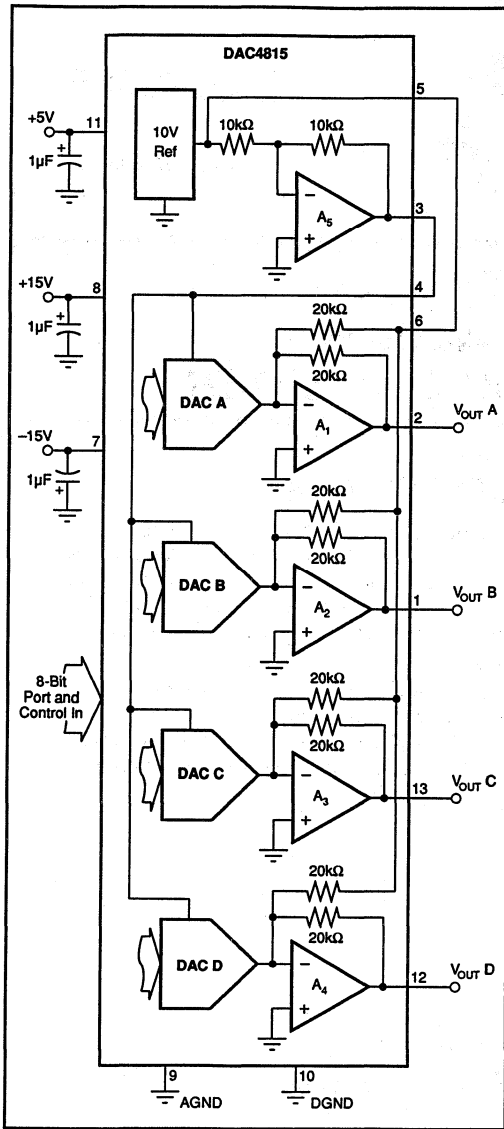 DAC4815
5
+5V
11
1µF
+
10V
Ref
10kΩ
10kΩ
−
+
A5
3
4
+15V
8
1µF
+
6
20kΩ
20kΩ
DAC A
−
+
A1
2
VOUT A
−15V
7
1µF
+
20kΩ
20kΩ
DAC B
−
+
A2
1
VOUT B
8-Bit
Port and
Control In
20kΩ
20kΩ
DAC C
−
+
A3
13
VOUT C
20kΩ
20kΩ
DAC D
−
+
A4
12
VOUT D
9
AGND
10
DGND